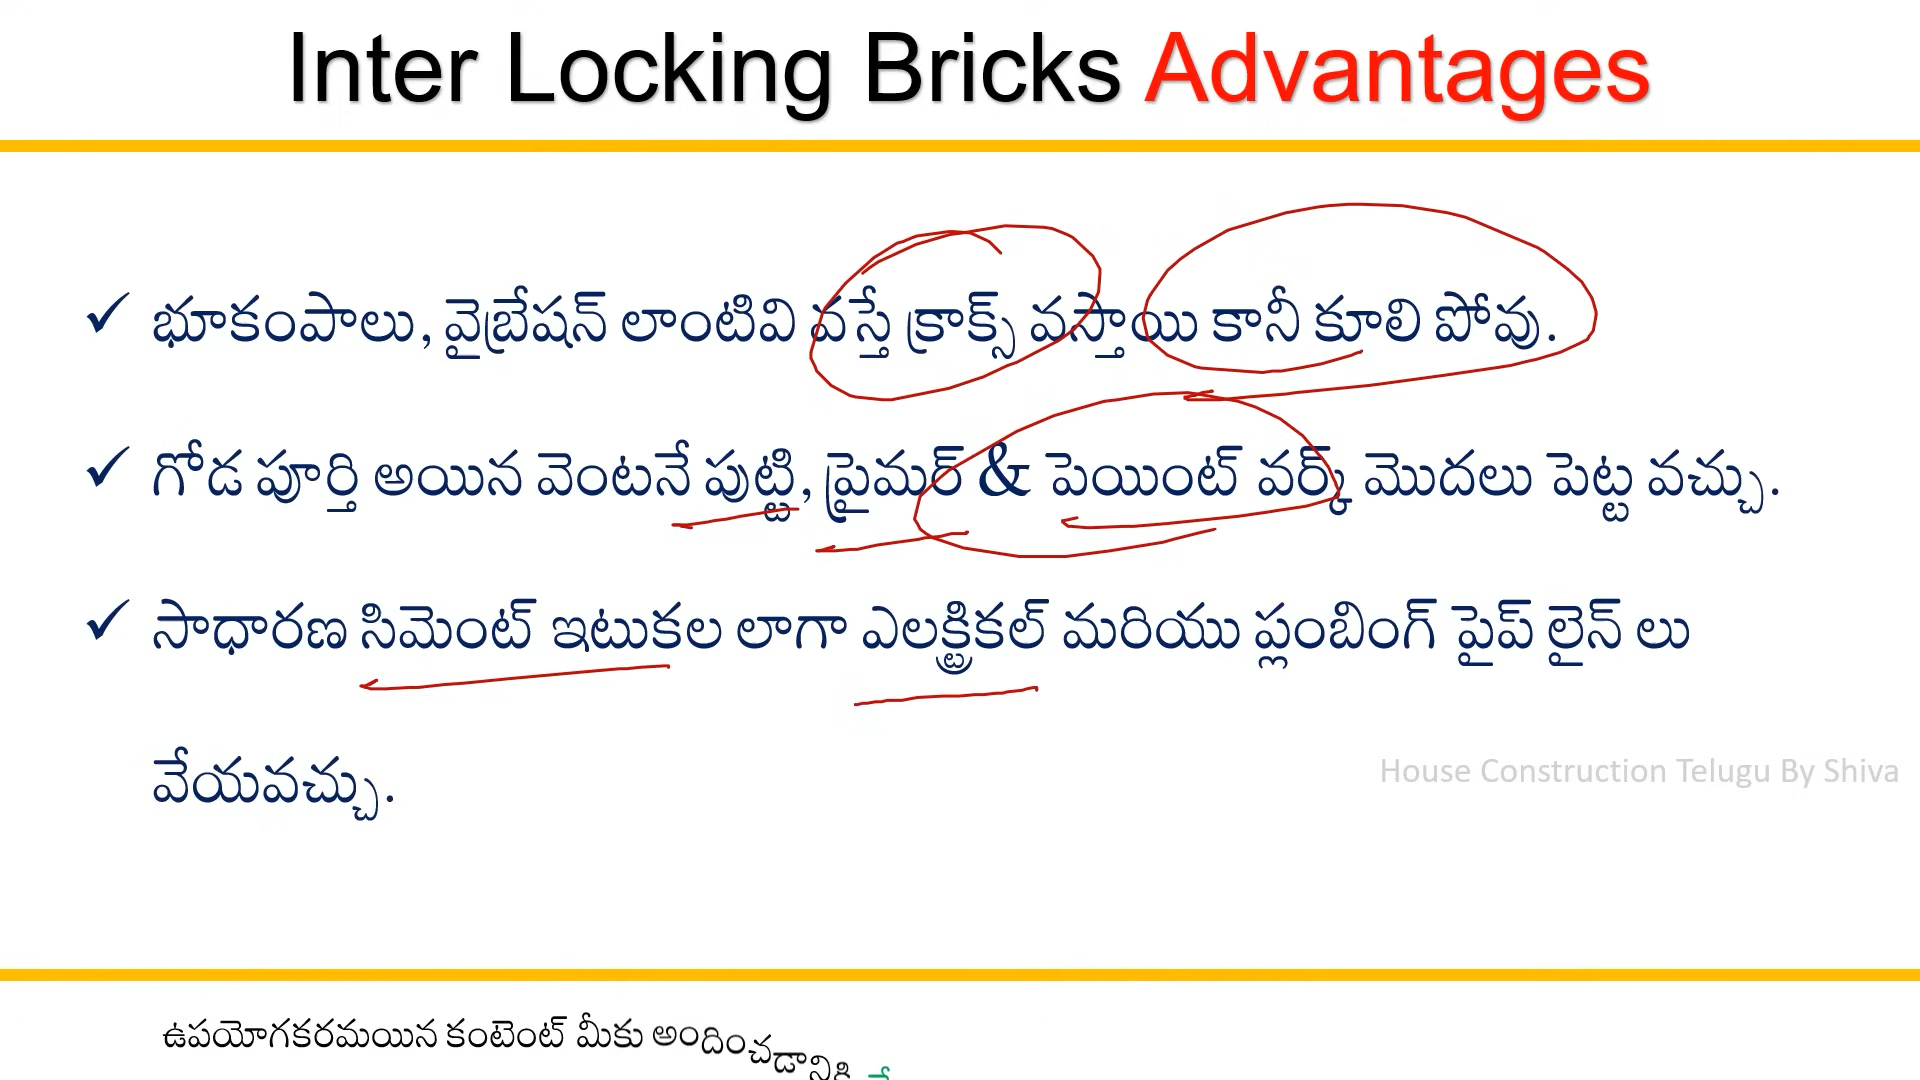 Inter Locking Bricks Advantages
✓ భూకంపాలు, వైబ్రేషన్ లాంటివి వస్తే క్రాక్స్ వస్తాయి కానీ కూలి పోవు.
✓ గోడ పూర్తి అయిన వెంటనే పుట్టి, ప్రైమర్ & పెయింట్ వర్క్ మొదలు పెట్ట వచ్చు.
✓ సాధారణ సిమెంట్ ఇటుకల లాగా ఎలక్ట్రికల్ మరియు ప్లంబింగ్ పైప్ లైన్ లు
వేయవచ్చు.
House Construction Telugu By Shiva
ఉపయోగకరమయిన కంటెంట్ మీకు అందించడానికి